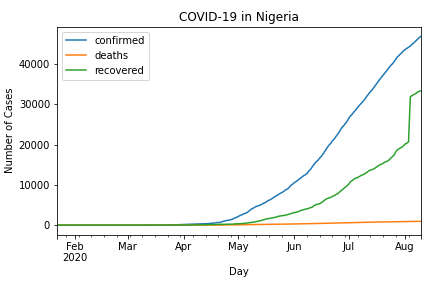 COVID-19 in Nigeria
confirmed
deaths
recovered
Number of Cases
40000
30000
20000
10000
0
Feb Mar Apr May Jun Jul Aug
2020
Day